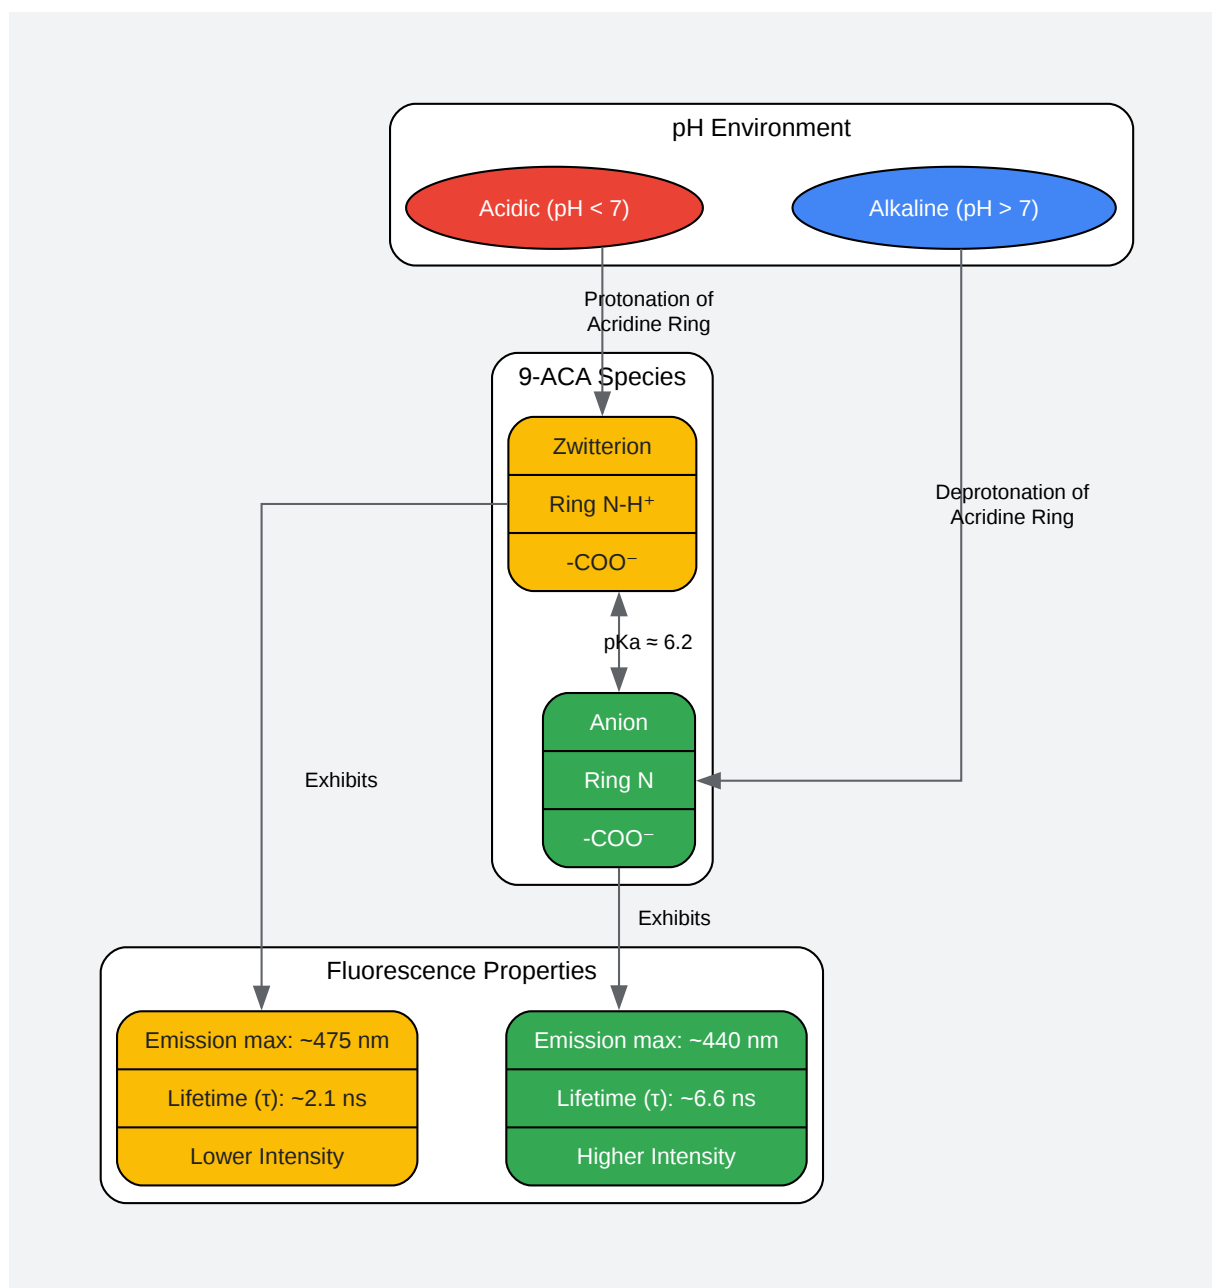 pH Environment
Acidic (pH < 7)
Alkaline (pH > 7)
Protonation of
Acridine Ring
9-ACA Species
Zwitterion
Ring N-H⁺
-COO⁻
Deprotonation of
Acridine Ring
pKa ≈ 6.2
Anion
Ring N
-COO⁻
Exhibits
Exhibits
Fluorescence Properties
Emission max: ~475 nm
Lifetime (τ): ~2.1 ns
Lower Intensity
Emission max: ~440 nm
Lifetime (τ): ~6.6 ns
Higher Intensity